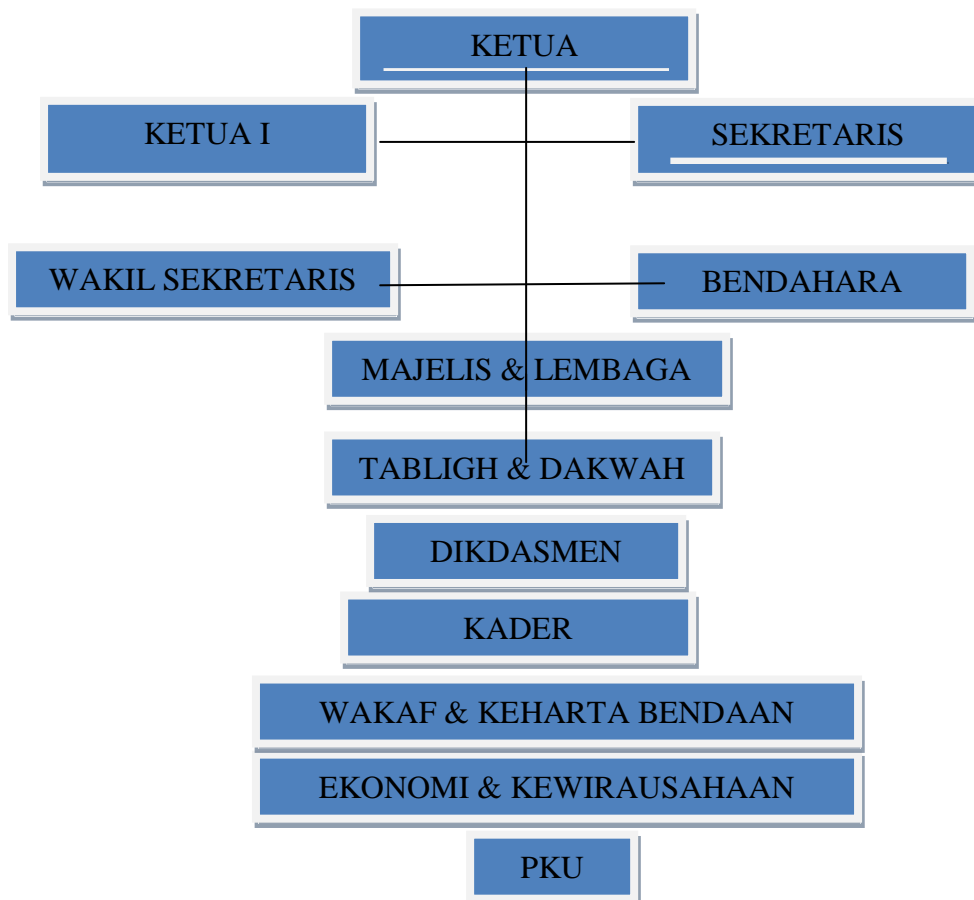 KETUA
KETUA I
SEKRETARIS
WAKIL SEKRETARIS
BENDAHARA
MAJELIS & LEMBAGA
TABLIGH & DAKWAH
DIKDASMEN
KADER
WAKAF & KEHARTA BENDAAN
EKONOMI & KEWIRAUSAHAAN
PKU